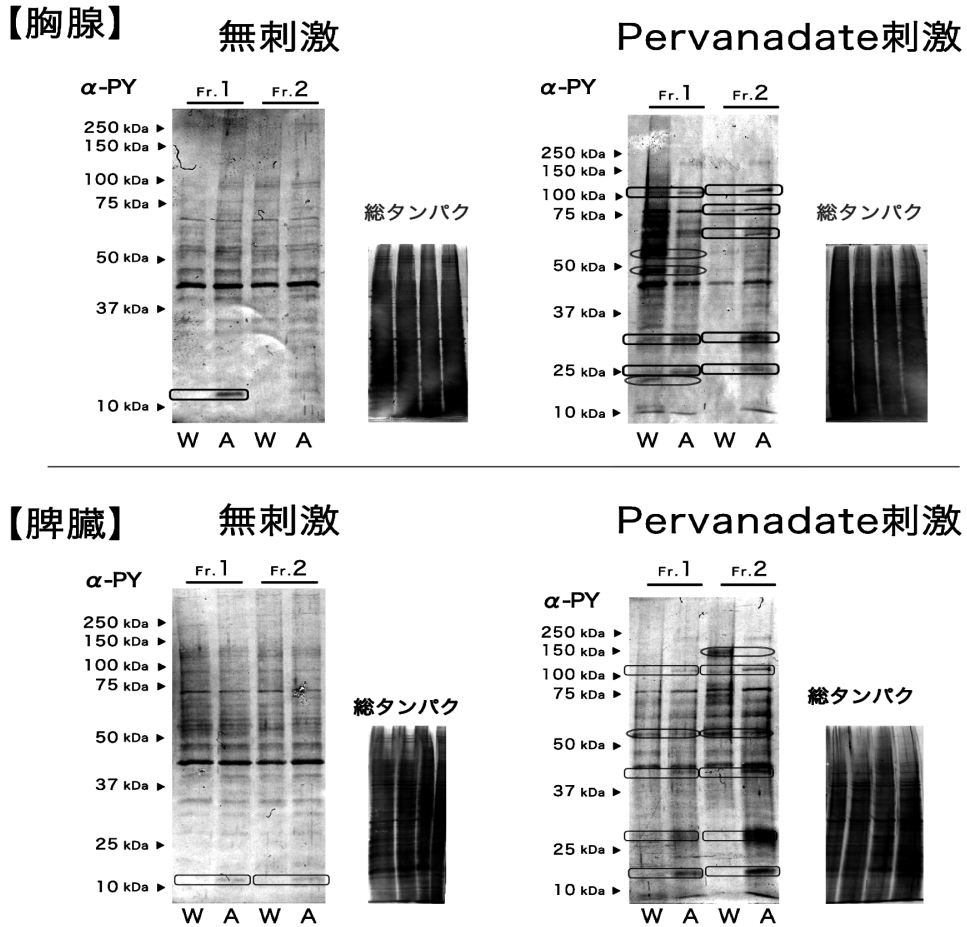 【胸腺】
無刺激
α-PY
Fr.1 Fr.2
250 kDa
150 kDa
100 kDa
75 kDa
50 kDa
37 kDa
10 kDa
W A W A
総タンパク
Pervanadate刺激
α-PY
Fr.1 Fr.2
250 kDa
150 kDa
100 kDa
75 kDa
50 kDa
37 kDa
25 kDa
10 kDa
W A W A
総タンパク
【脾臓】
無刺激
α-PY
Fr.1 Fr.2
250 kDa
150 kDa
100 kDa
75 kDa
50 kDa
37 kDa
25 kDa
10 kDa
W A W A
総タンパク
Pervanadate刺激
α-PY
Fr.1 Fr.2
250 kDa
150 kDa
100 kDa
75 kDa
50 kDa
37 kDa
25 kDa
10 kDa
W A W A
総タンパク